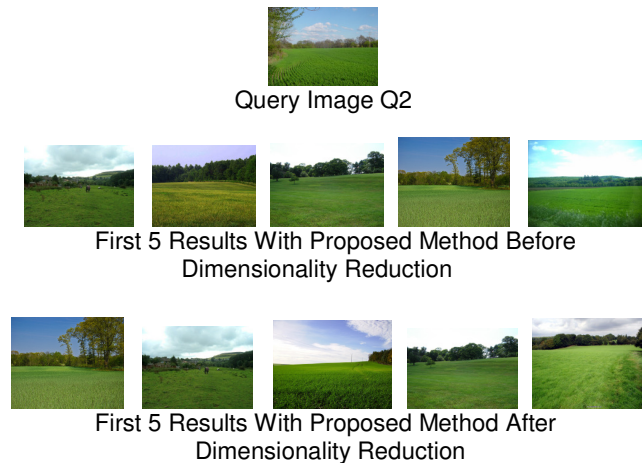 Query Image Q2
First 5 Results With Proposed Method Before
Dimensionality Reduction
First 5 Results With Proposed Method After
Dimensionality Reduction